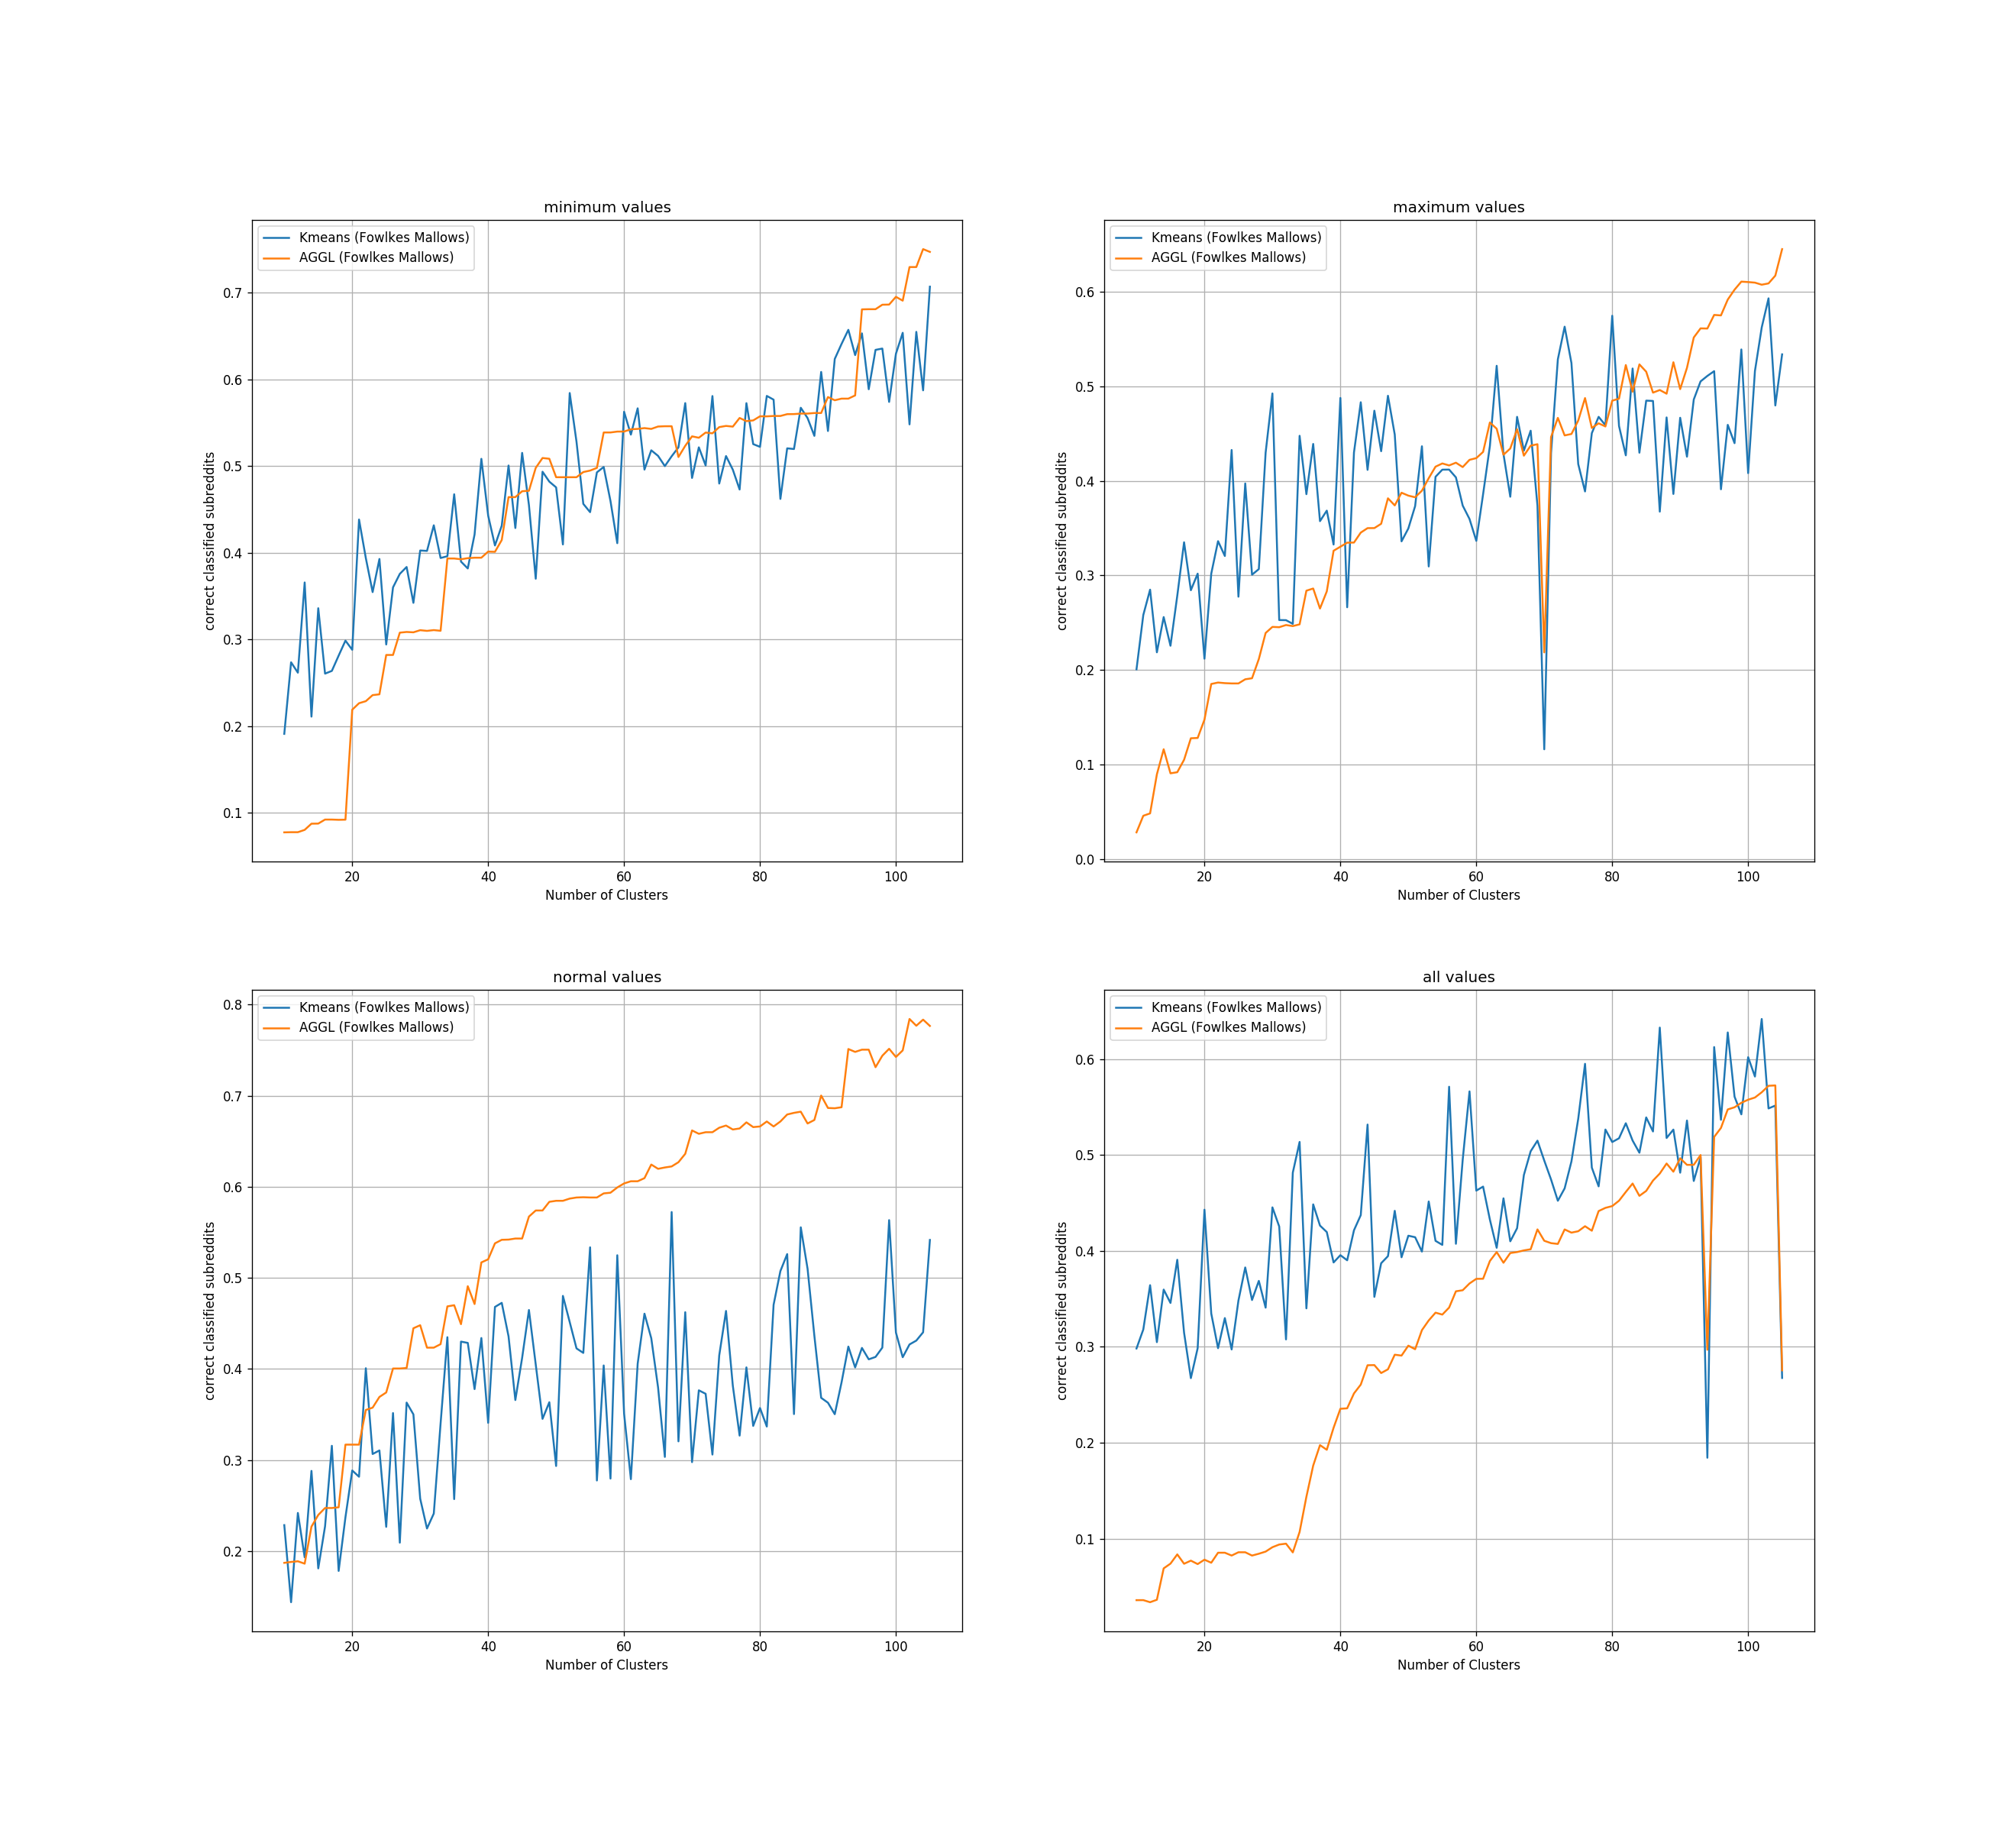 minimum values
Kmeans (Fowlkes Mallows)
AGGL (Fowlkes Mallows)
correct classified subreddits
0.7
0.6
0.5
0.4
0.3
0.2
0.1
20 40 60 80 100
Number of Clusters
maximum values
Kmeans (Fowlkes Mallows)
AGGL (Fowlkes Mallows)
correct classified subreddits
0.6
0.5
0.4
0.3
0.2
0.1
0.0
20 40 60 80 100
Number of Clusters
normal values
Kmeans (Fowlkes Mallows)
AGGL (Fowlkes Mallows)
correct classified subreddits
0.8
0.7
0.6
0.5
0.4
0.3
0.2
20 40 60 80 100
Number of Clusters
all values
Kmeans (Fowlkes Mallows)
AGGL (Fowlkes Mallows)
correct classified subreddits
0.6
0.5
0.4
0.3
0.2
0.1
20 40 60 80 100
Number of Clusters